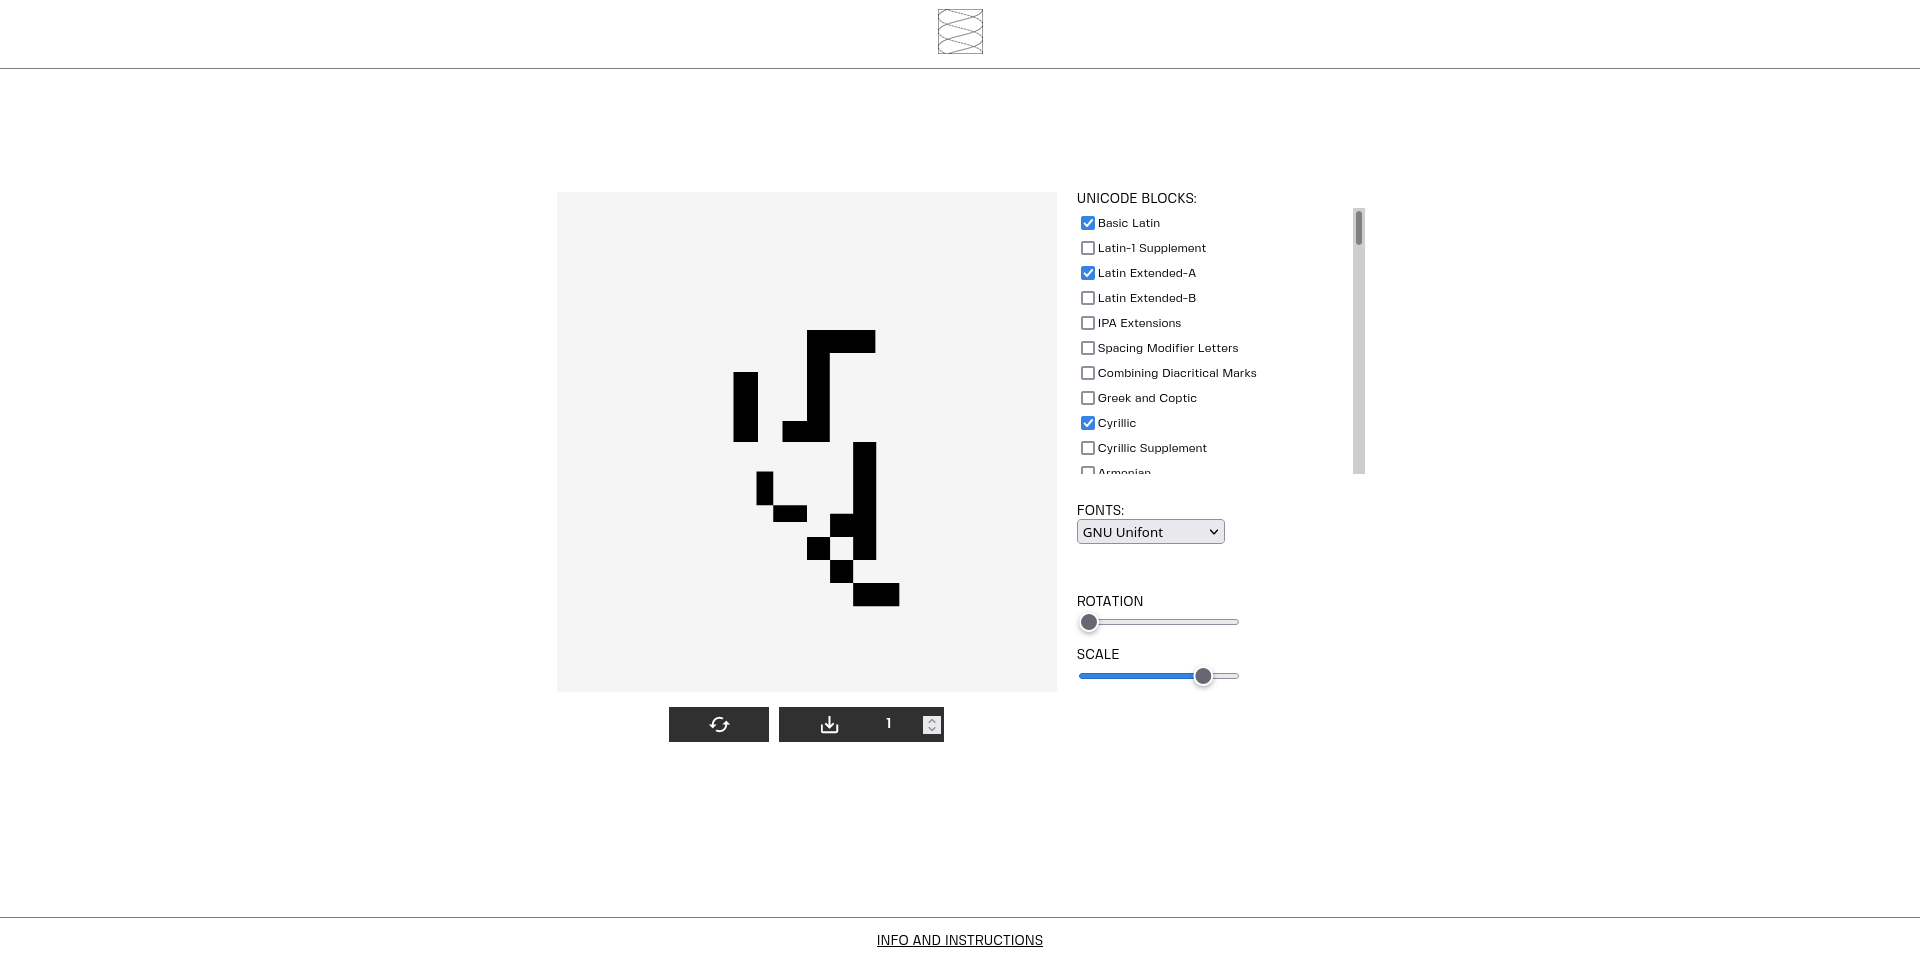 UNICODE BLOCKS:
Basic Latin
Latin-1 Supplement
Latin Extended-A
Latin Extended-B
IPA Extensions
Spacing Modifier Letters
Combining Diacritical Marks
Greek and Coptic
Cyrillic
Cyrillic Supplement
Armenian
FONTS:
GNU Unifont
ROTATION
SCALE
1
INFO AND INSTRUCTIONS